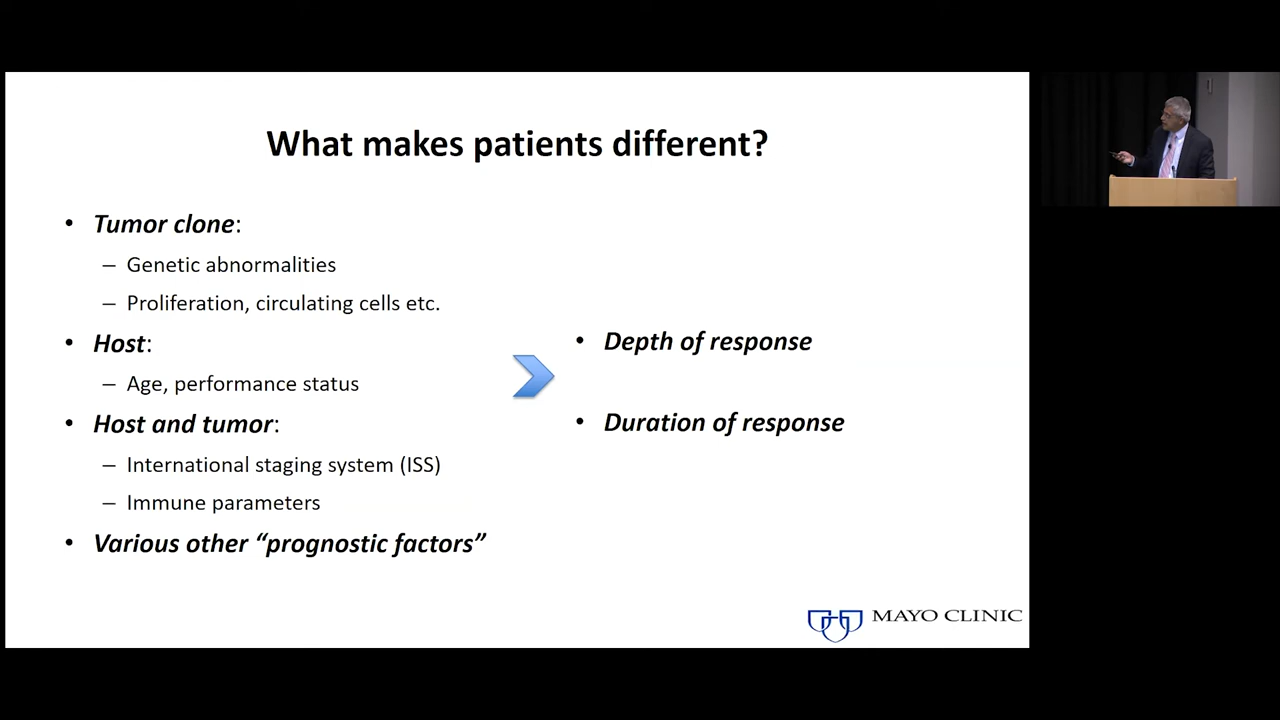 What makes patients different?
• Tumor clone:
– Genetic abnormalities
– Proliferation, circulating cells etc.
• Host:
– Age, performance status
• Host and tumor:
– International staging system (ISS)
– Immune parameters
• Various other “prognostic factors”
• Depth of response
• Duration of response
MAYO CLINIC